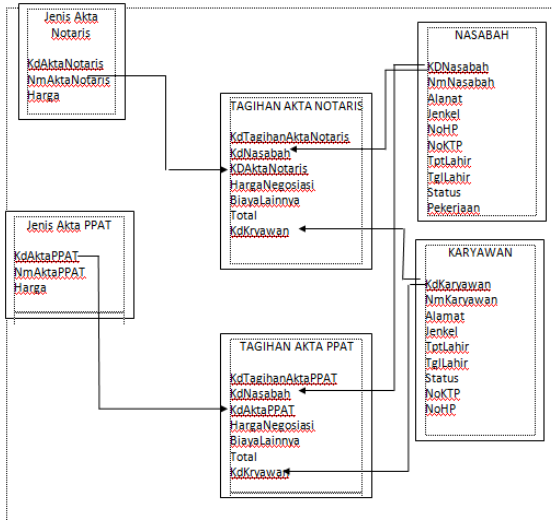 Jenis Akta
Notaris
KdAktaNotaris
NmAktaNotaris
Harga
NASABAH
KDNasabah
NmNasabah
Alanat
Jenkel
NoHP
NoKTP
TptLahir
TglLahir
Status
Pekerjaan
TAGIHAN AKTA NOTARIS
KdTagihanAktaNotaris
KdNasabah
KDAktaNotaris
HargaNegosiasi
BiayaLainnya
Total
KdKryawan
Jenis Akta PPAT
KdAktaPPAT
NmAktaPPAT
Harga
KARYAWAN
KdKaryawan
NmKaryawan
Alamat
Jenkel
TptLahir
TglLahir
Status
NoKTP
NoHP
TAGIHAN AKTA PPAT
KdTagihanAktaPPAT
KdNasabah
KdAktaPPAT
HargaNegosiasi
BiayaLainnya
Total
KdKryawan